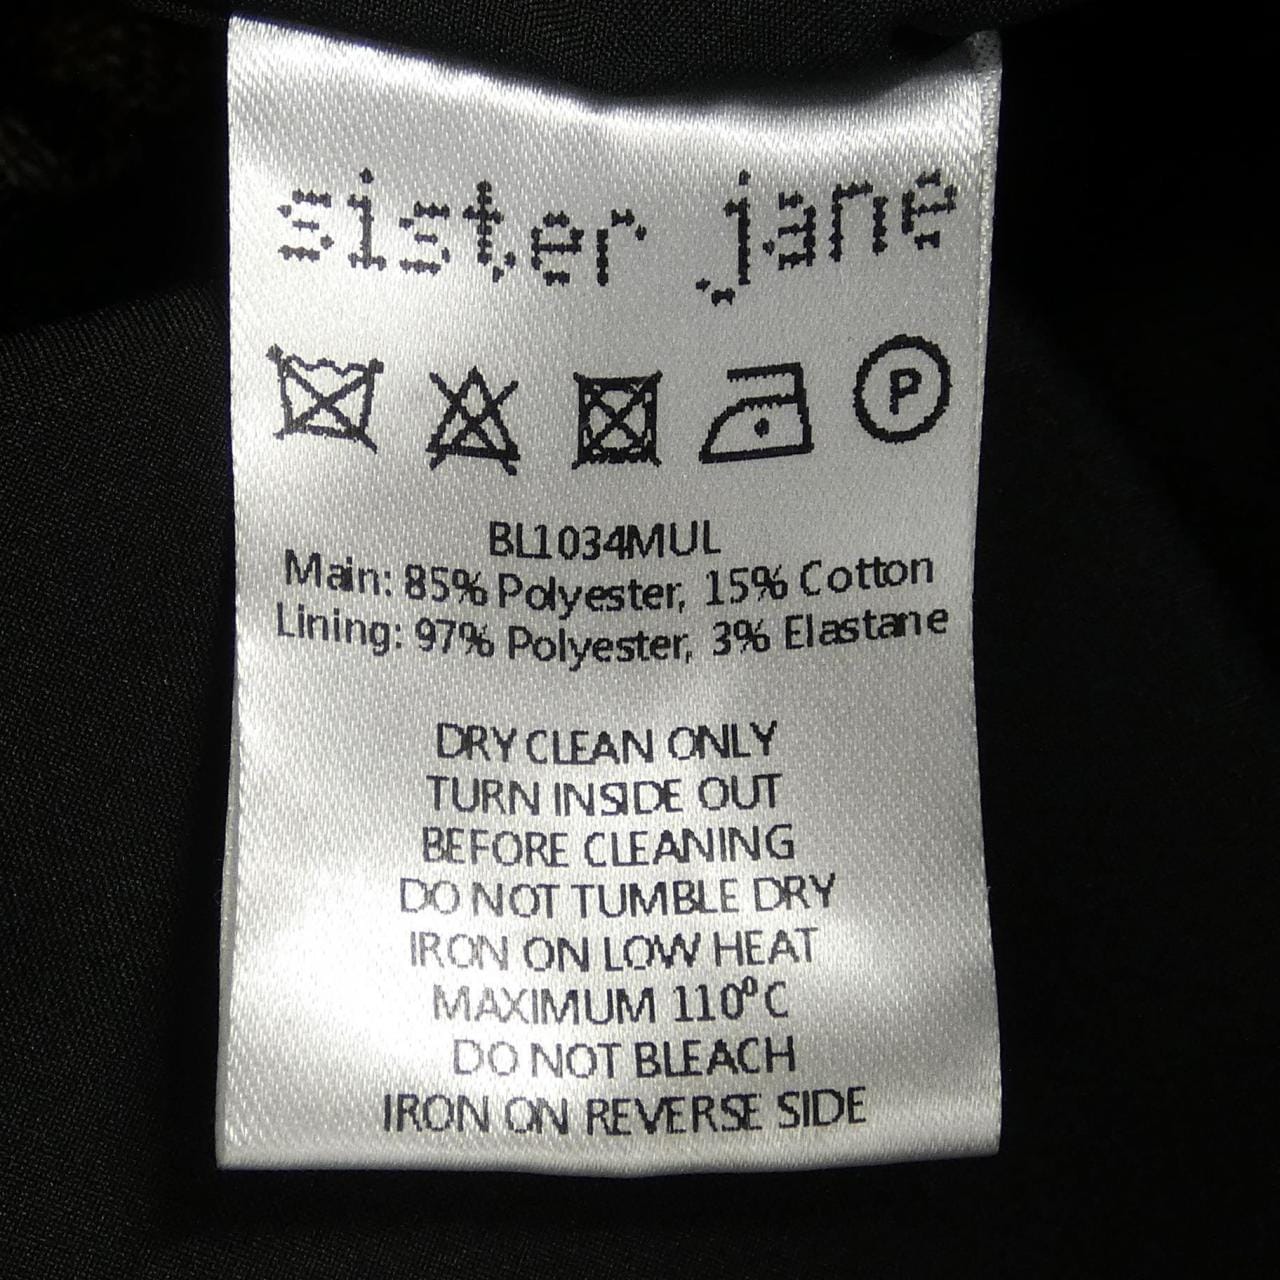 sister jane
P
BL1034MUL
Main: 85% Polyester, 15% Cotton
Lining: 97% Polyester, 3% Elastane
DRY CLEAN ONLY
TURN INSIDE OUT
BEFORE CLEANING
DO NOT TUMBLE DRY
IRON ON LOW HEAT
MAXIMUM 110⁰C
DO NOT BLEACH
IRON ON REVERSE SIDE